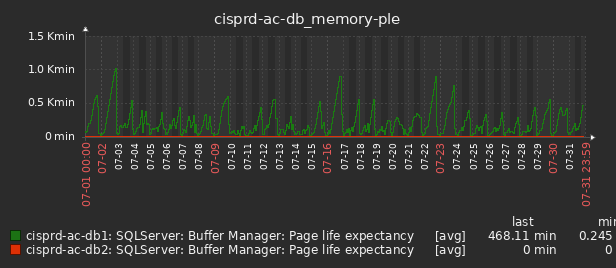 cisprd-ac-db_memory-ple
1.5 Kmin
1.0 Kmin
0.5 Kmin
0 min
07-01 00:00 07-02 07-03 07-04 07-05 07-06 07-07 07-08 07-09 07-10 07-11 07-12 07-13 07-14 07-15 07-16 07-17 07-18 07-19 07-20 07-21 07-22 07-23 07-24 07-25 07-26 07-27 07-28 07-29 07-30 07-31 07-31 23:59
last min
cisprd-ac-db1: SQLServer: Buffer Manager: Page life expectancy [avg] 468.11 min 0.245
cisprd-ac-db2: SQLServer: Buffer Manager: Page life expectancy [avg] 0 min 0